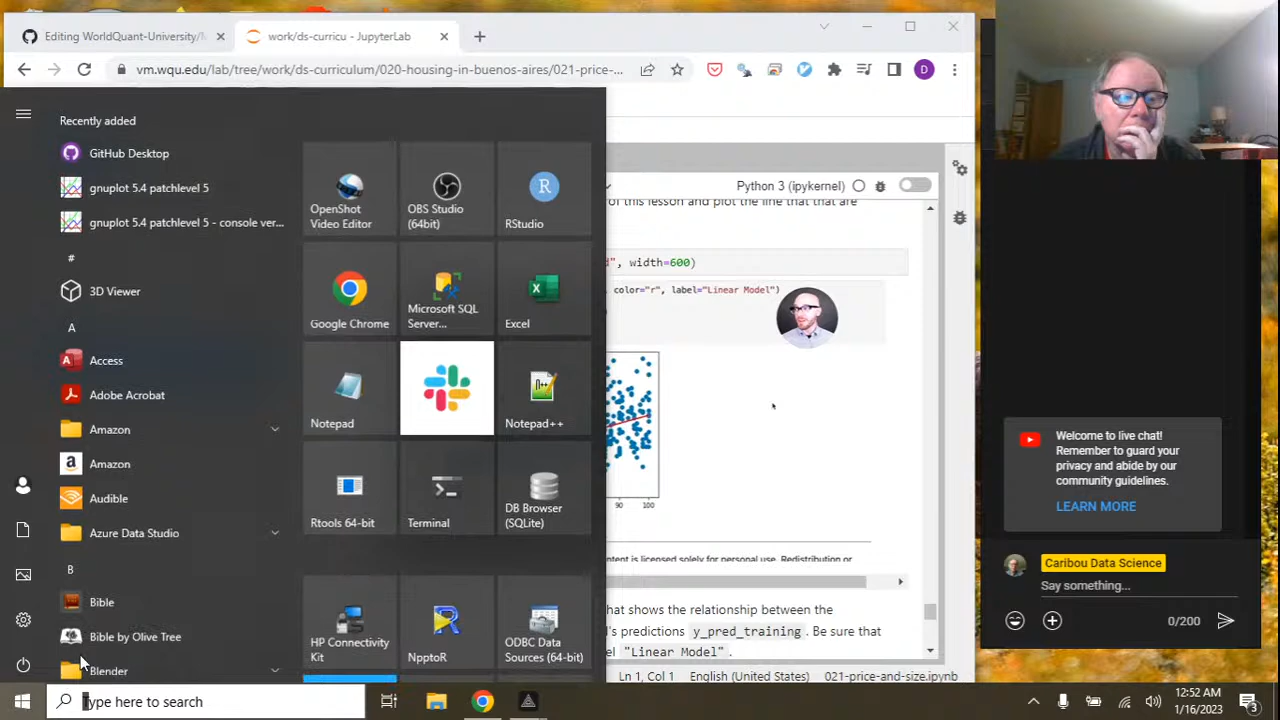 Editing WorldQuant-University/
work/ds-curricu - JupyterLab
vm.wqu.edu/lab/tree/work/ds-curriculum/020-housing-in-buenos-aires/021-price-...
D
Recently added
GitHub Desktop
gnuplot 5.4 patchlevel 5
gnuplot 5.4 patchlevel 5 - console ver...
#
3D Viewer
A
Access
Adobe Acrobat
Amazon
Amazon
Audible
Azure Data Studio
B
Bible
Bible by Olive Tree
Blender
OpenShot
Video Editor
OBS Studio
(64bit)
RStudio
Google Chrome
Microsoft SQL
Server...
Excel
Notepad
Notepad++
Rtools 64-bit
Terminal
DB Browser
(SQLite)
HP Connectivity
Kit
NpptoR
ODBC Data
Sources (64-bit)
Python 3 (ipykernel)
of this lesson and plot the line that that are
", width=600)
color="r", label="Linear Model")
90 100
tent is licensed solely for personal use. Redistribution or
hat shows the relationship between the
d's predictions y_pred_training. Be sure that
el "Linear Model".
Ln 1, Col 1 English (United States) 021-price-and-size.ipynb
Welcome to live chat!
Remember to guard your
privacy and abide by our
community guidelines.
LEARN MORE
Caribou Data Science
Say something...
0/200
Type here to search
12:52 AM
1/16/2023
3